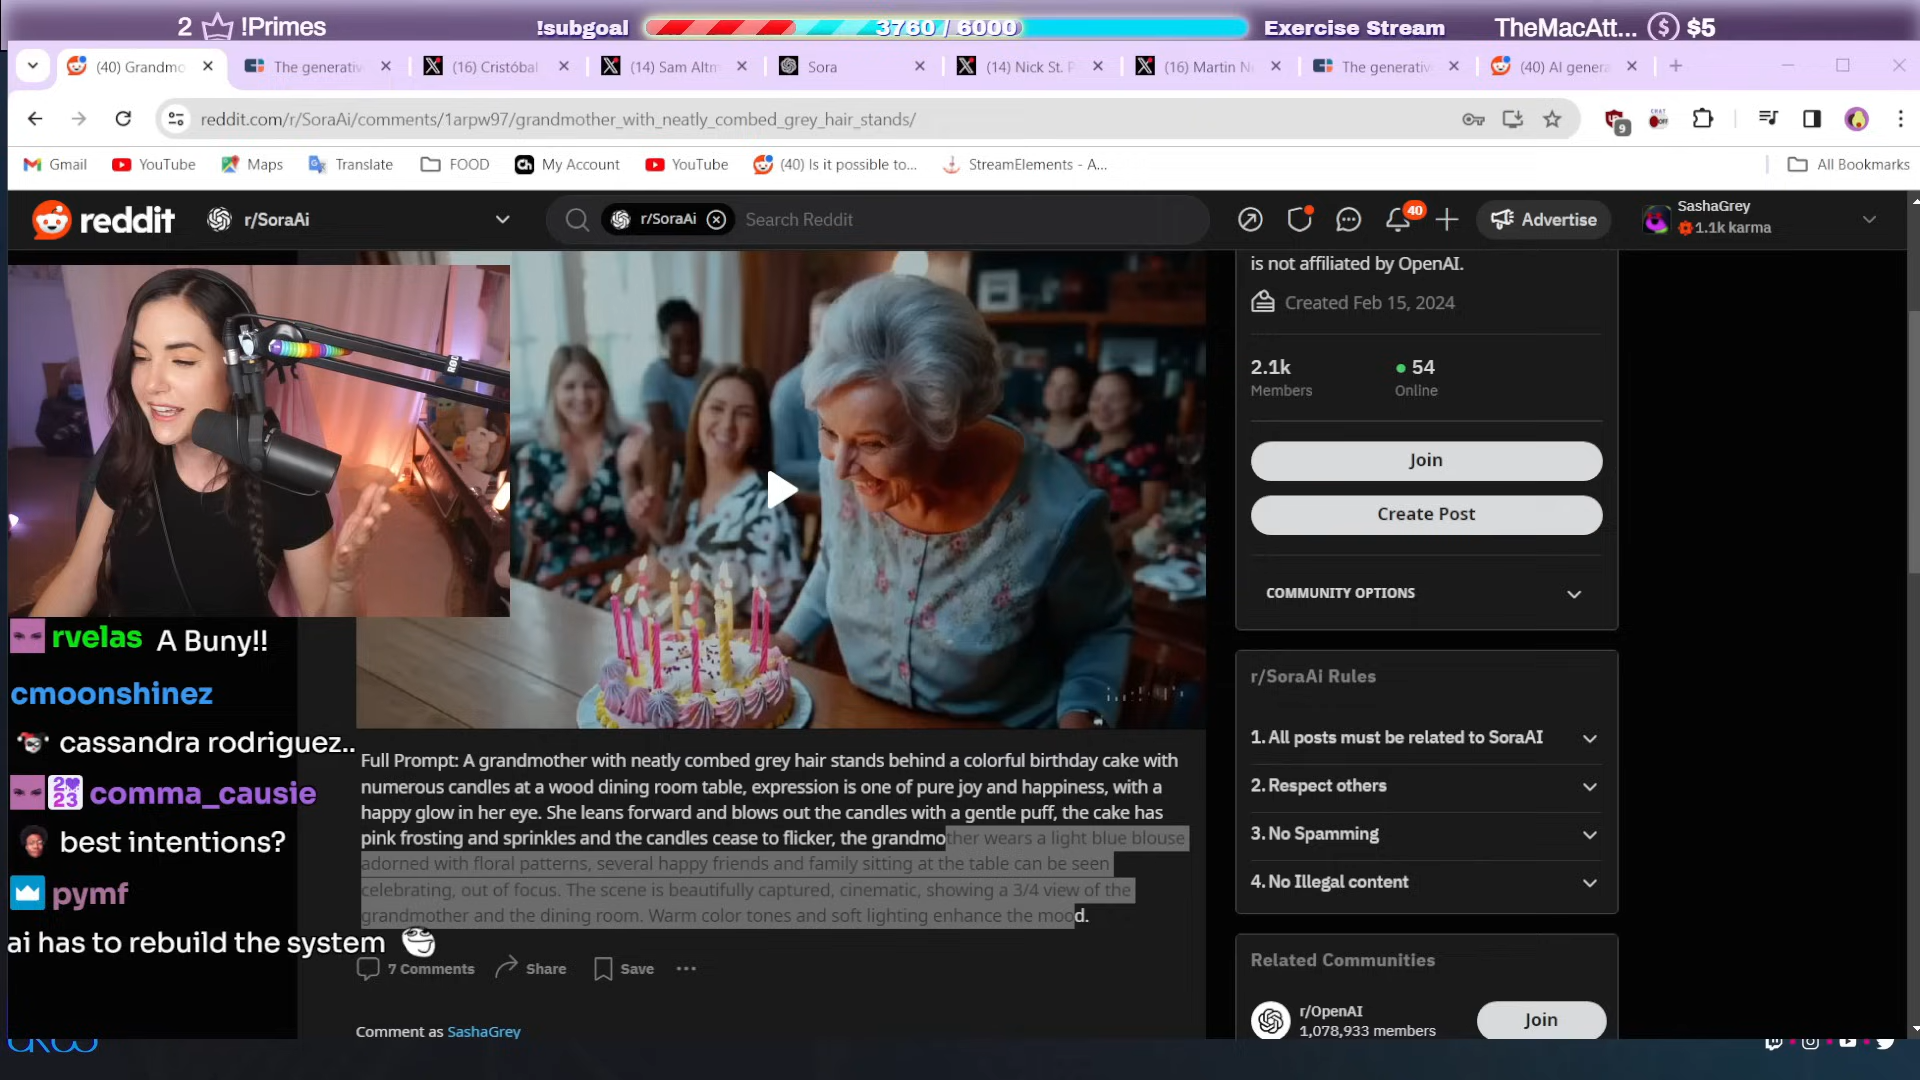 2 !Primes
!subgoal
3760 / 6000
Exercise Stream
TheMacAtt... $ $5
(40) Grandmo
The generativ
(16) Cristóbal
(14) Sam Altm
Sora
(14) Nick St. P
(16) Martin N
The generativ
(40) AI genera
reddit.com/r/SoraAi/comments/1arpw97/grandmother_with_neatly_combed_grey_hair_stands/
9
Gmail
YouTube
Maps
Translate
FOOD
My Account
YouTube
(40) Is it possible to...
StreamElements - A...
All Bookmarks
reddit
r/SoraAi
r/SoraAi
Search Reddit
40
Advertise
SashaGrey
1.1k karma
is not affiliated by OpenAI.
Created Feb 15, 2024
2.1k
Members
54
Online
Join
Create Post
COMMUNITY OPTIONS
r/SoraAi Rules
1. All posts must be related to SoraAI
2. Respect others
3. No Spamming
4. No Illegal content
Related Communities
r/OpenAI
1,078,933 members
Join
RØDE
rvelas A Buny!!
cmoonshinez
cassandra rodriguez..
2023 comma_causie
best intentions?
pymf
ai has to rebuild the system
Full Prompt: A grandmother with neatly combed grey hair stands behind a colorful birthday cake with
numerous candles at a wood dining room table, expression is one of pure joy and happiness, with a
happy glow in her eye. She leans forward and blows out the candles with a gentle puff, the cake has
pink frosting and sprinkles and the candles cease to flicker, the grandmother wears a light blue blouse
adorned with floral patterns, several happy friends and family sitting at the table can be seen
celebrating, out of focus. The scene is beautifully captured, cinematic, showing a 3/4 view of the
grandmother and the dining room. Warm color tones and soft lighting enhance the mood.
7 Comments
Share
Save
Comment as SashaGrey